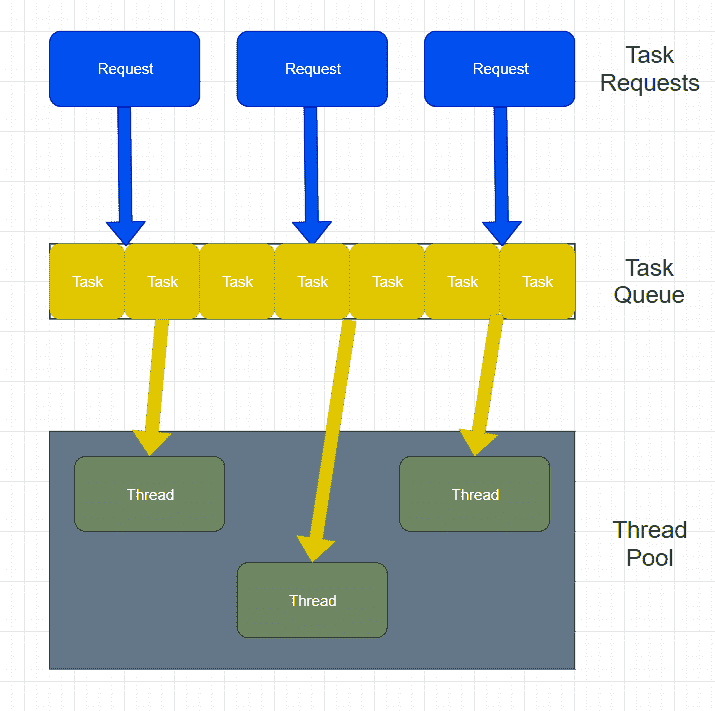 Request
Request
Request
Task
Requests
Task
Task
Task
Task
Task
Task
Task
Task
Queue
Thread
Thread
Thread
Thread
Pool